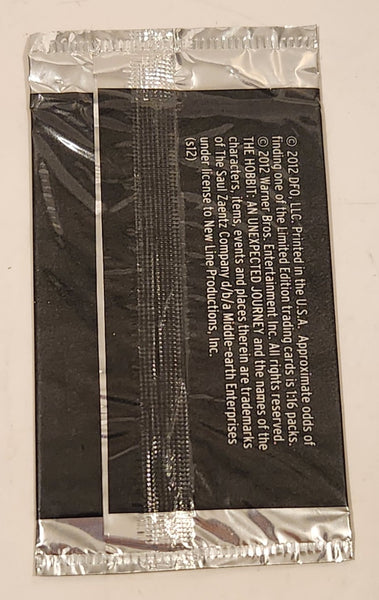 © 2012 DFO, LLC. Printed in the U.S.A. Approximate odds of
finding one of the Limited Edition trading cards is 1:16 packs.
© 2012 Warner Bros. Entertainment Inc. All rights reserved.
THE HOBBIT: AN UNEXPECTED JOURNEY and the names of the
characters, items, events and places therein are trademarks
of The Saul Zaentz Company d/b/a Middle-earth Enterprises
under license to New Line Productions, Inc.
(s12)